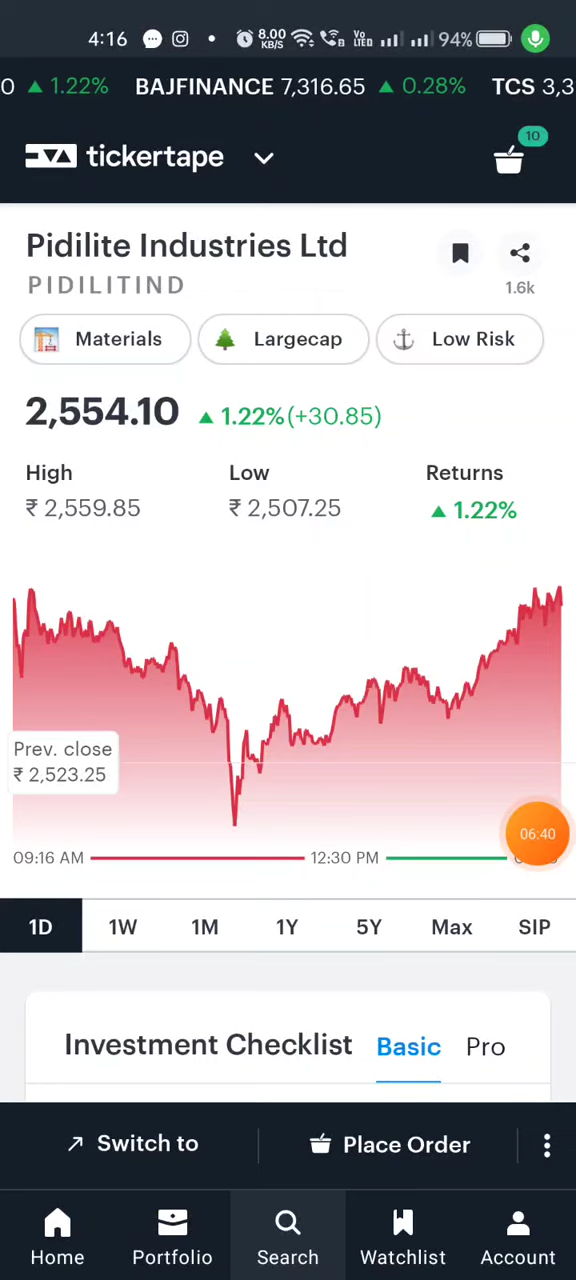 4:16 8.00 KB/S Vo LTED 94%
0 ▲ 1.22% BAJFINANCE 7,316.65 ▲ 0.28% TCS 3,3
tickertape 10
Pidilite Industries Ltd
PIDILITIND 1.6k
Materials Largecap Low Risk
2,554.10 ▲ 1.22% (+30.85)
High Low Returns
₹ 2,559.85 ₹ 2,507.25 ▲ 1.22%
Prev. close
₹ 2,523.25
06:40
09:16 AM 12:30 PM
1D 1W 1M 1Y 5Y Max SIP
Investment Checklist Basic Pro
Switch to Place Order
Home Portfolio Search Watchlist Account